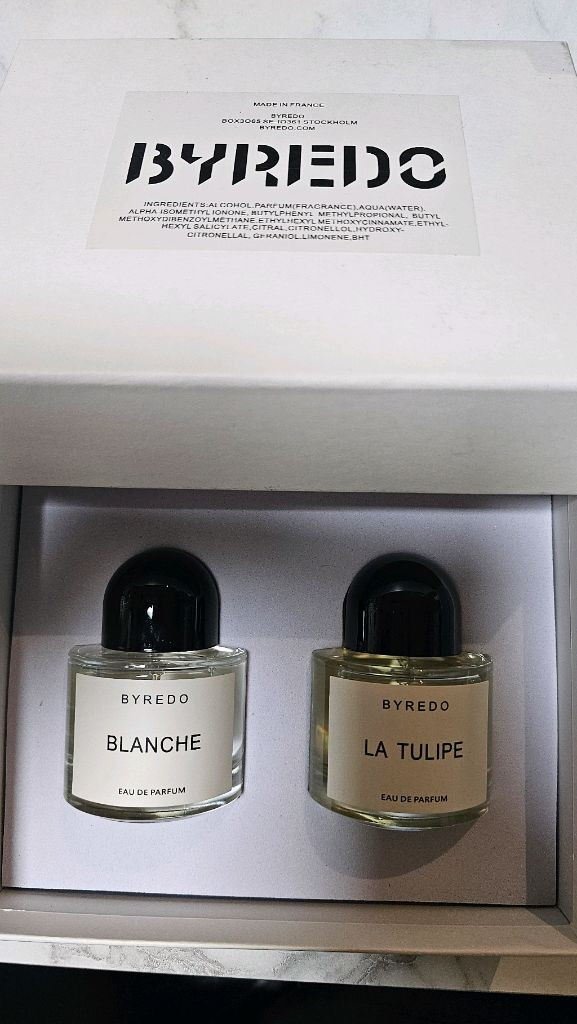 MADE IN FRANCE
BYREDO
BOX3065 SE-10361 STOCKHOLM
BYREDO.COM
BYREDO
INGREDIENTS:ALCOHOL,PARFUM(FRAGRANCE),AQUA(WATER),
ALPHA-ISOMETHYL IONONE, BUTYLPHENYL METHYLPROPIONAL, BUTYL
METHOXYDIBENZOYLMETHANE,ETHYLHEXYL METHOXYCINNAMATE,ETHYL-
HEXYL SALICYLATE,CITRAL,CITRONELLOL,HYDROXY-
CITRONELLAL, GERANIOL,LIMONENE,BHT
BYREDO
BLANCHE
EAU DE PARFUM
BYREDO
LA TULIPE
EAU DE PARFUM